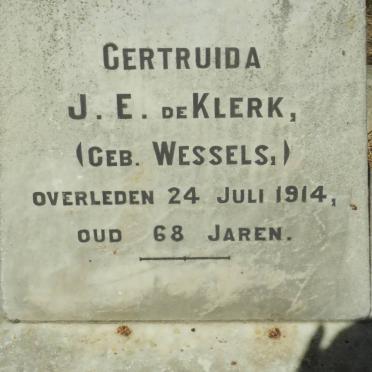 GERTRUIDA
J. E. DE KLERK,
(GEB. WESSELS,)
OVERLEDEN 24 JULI 1914,
OUD 68 JAREN.